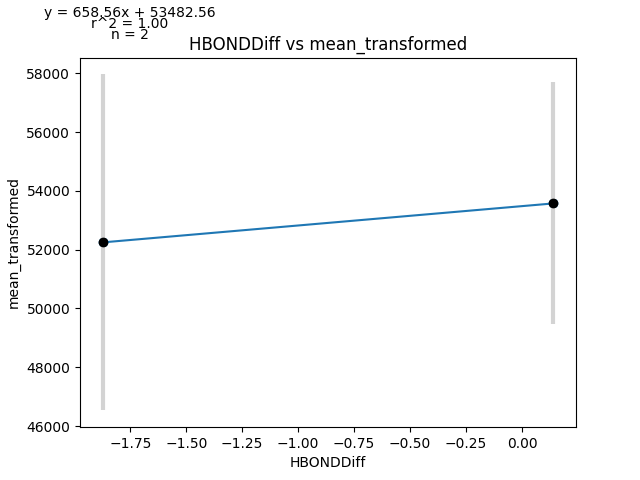 y = 658.56x + 53482.56
r^2 = 1.00
n = 2
HBONDDiff vs mean_transformed
58000
56000
54000
52000
50000
48000
46000
mean_transformed
−1.75
−1.50
−1.25
−1.00
−0.75
−0.50
−0.25
0.00
HBONDDiff